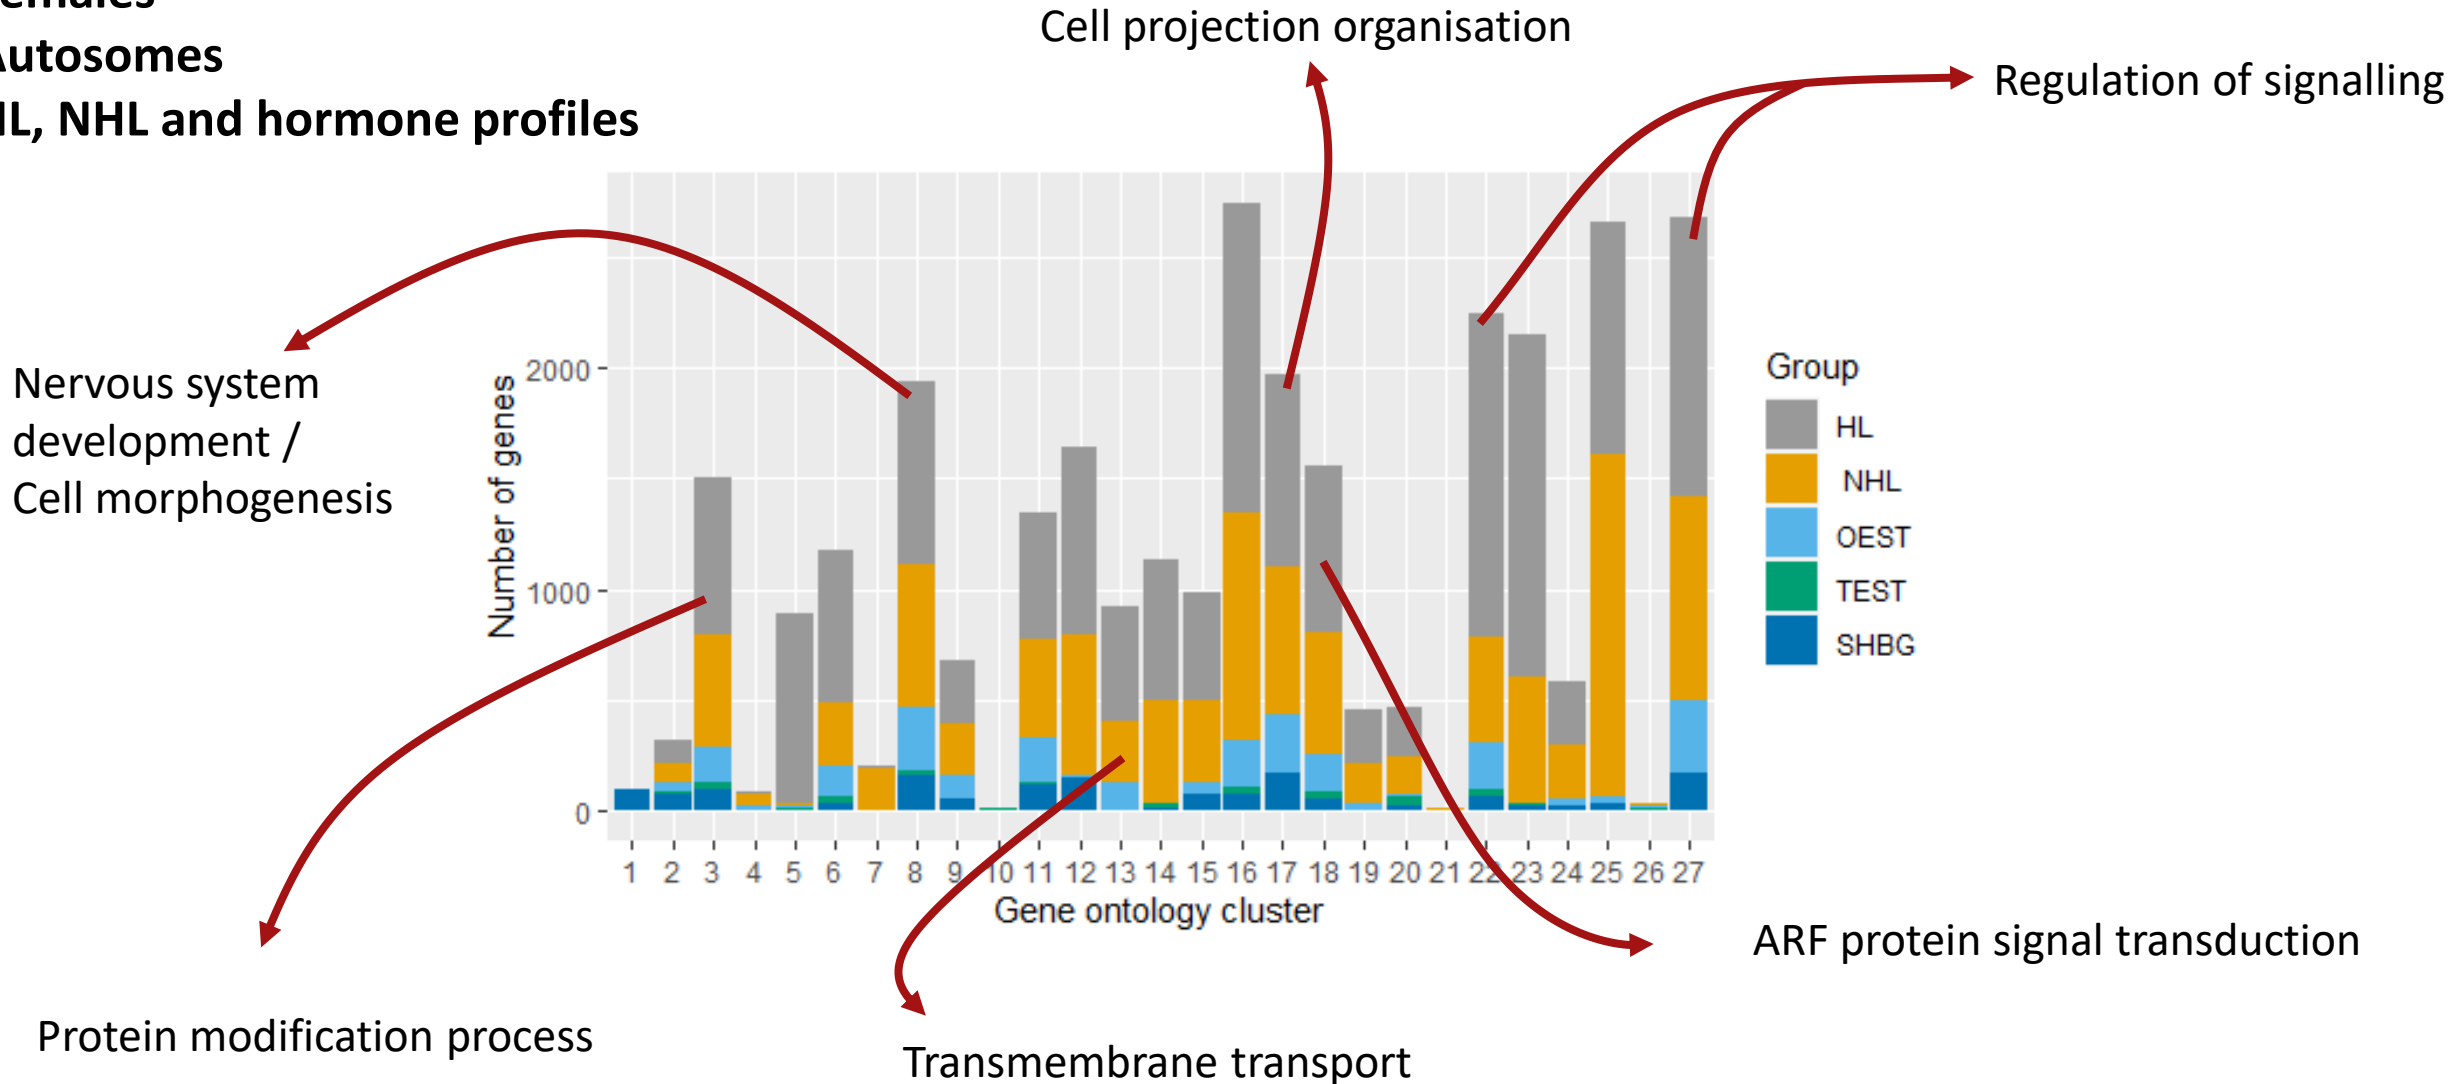 Autosomes
HL, NHL and hormone profiles
Cell projection organisation
Regulation of signalling
Nervous system
development /
Cell morphogenesis
Number of genes
2000
1000
0
1 2 3 4 5 6 7 8 9 10 11 12 13 14 15 16 17 18 19 20 21 22 23 24 25 26 27
Gene ontology cluster
Group
HL
NHL
OEST
TEST
SHBG
ARF protein signal transduction
Protein modification process
Transmembrane transport